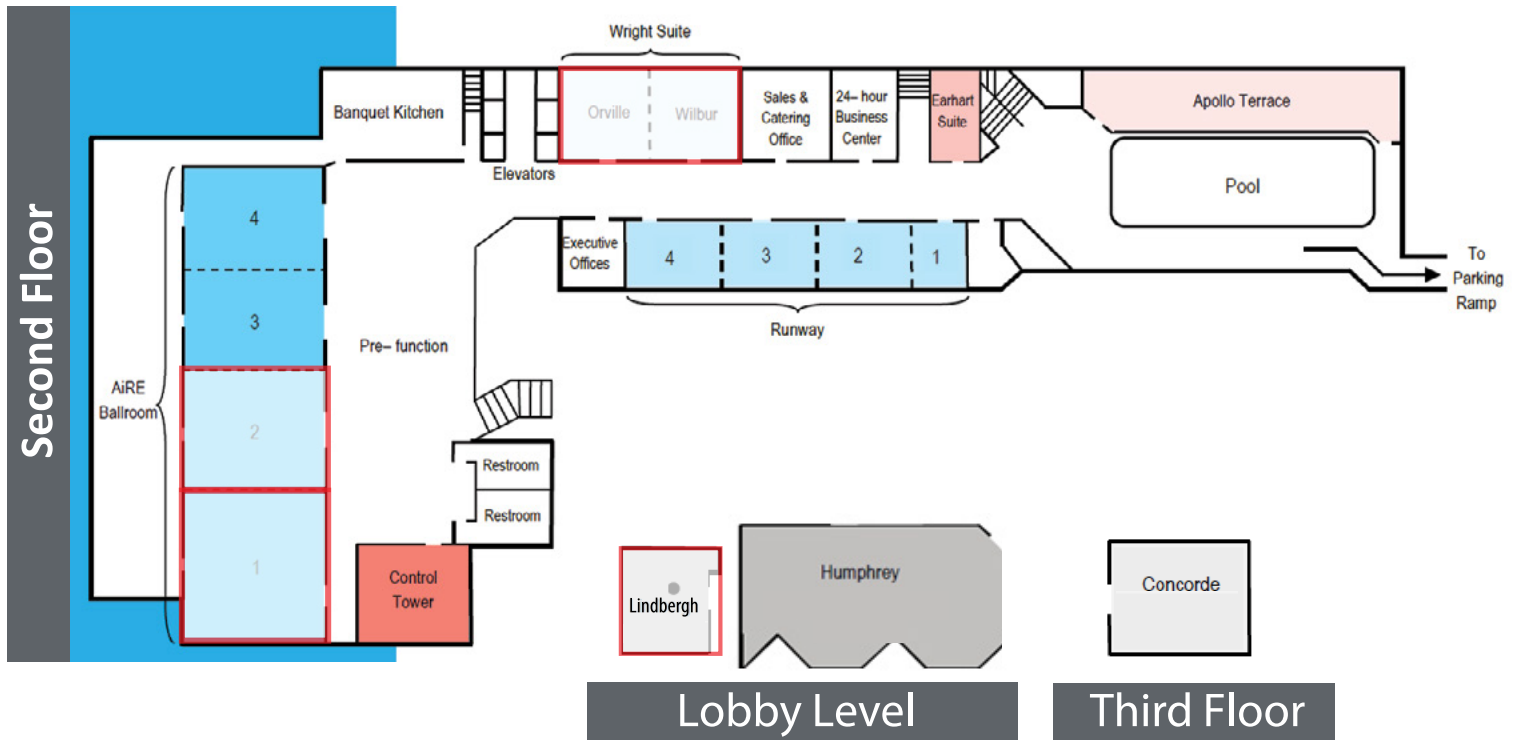 Second Floor
Wright Suite
Banquet Kitchen
Orville
Wilbur
Sales &
Catering
Office
24– hour
Business
Center
Earhart
Suite
Apollo Terrace
Elevators
Pool
4
3
2
1
AiRE
Ballroom
Pre– function
Executive
Offices
4
3
2
1
Runway
To
Parking
Ramp
Restroom
Restroom
Control
Tower
Lindbergh
Humphrey
Concorde
Lobby Level
Third Floor